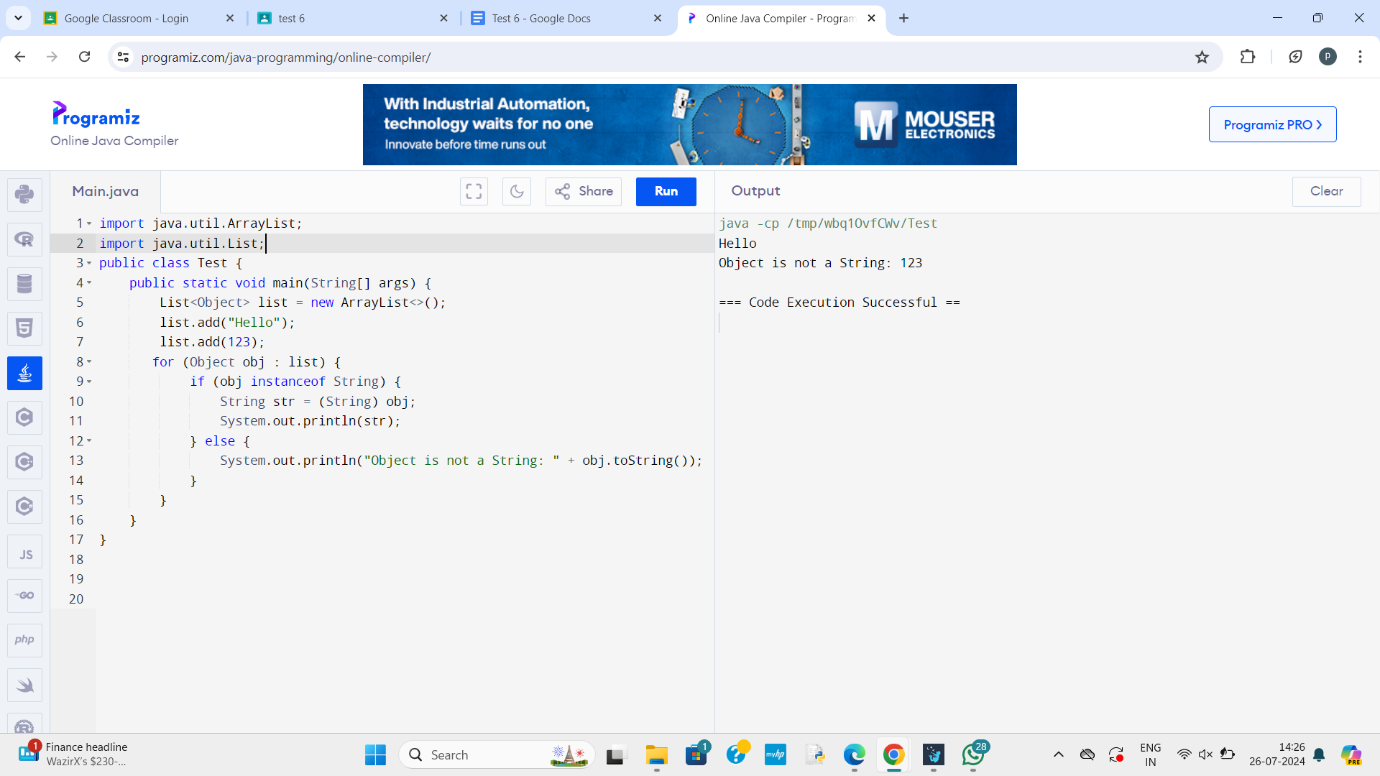 Google Classroom - Login
test 6
Test 6 - Google Docs
Online Java Compiler - Program
programiz.com/java-programming/online-compiler/
P
Programiz
Online Java Compiler
With Industrial Automation,
technology waits for no one
Innovate before time runs out
M MOUSER
ELECTRONICS
Programiz PRO >
Main.java
Share
Run
Output
Clear
1 import java.util.ArrayList;
2 import java.util.List;
3 public class Test {
4 public static void main(String[] args) {
5 List<Object> list = new ArrayList<>();
6 list.add("Hello");
7 list.add(123);
8 for (Object obj : list) {
9 if (obj instanceof String) {
10 String str = (String) obj;
11 System.out.println(str);
12 } else {
13 System.out.println("Object is not a String: " + obj.toString());
14 }
15 }
16 }
17 }
18
19
20
java -cp /tmp/wbq1OvfCWv/Test
Hello
Object is not a String: 123
=== Code Execution Successful ==
JS
GO
php
1
Finance headline
WazirX's $230-...
Search
1
myhp
28
ENG
IN
14:26
26-07-2024
PRE